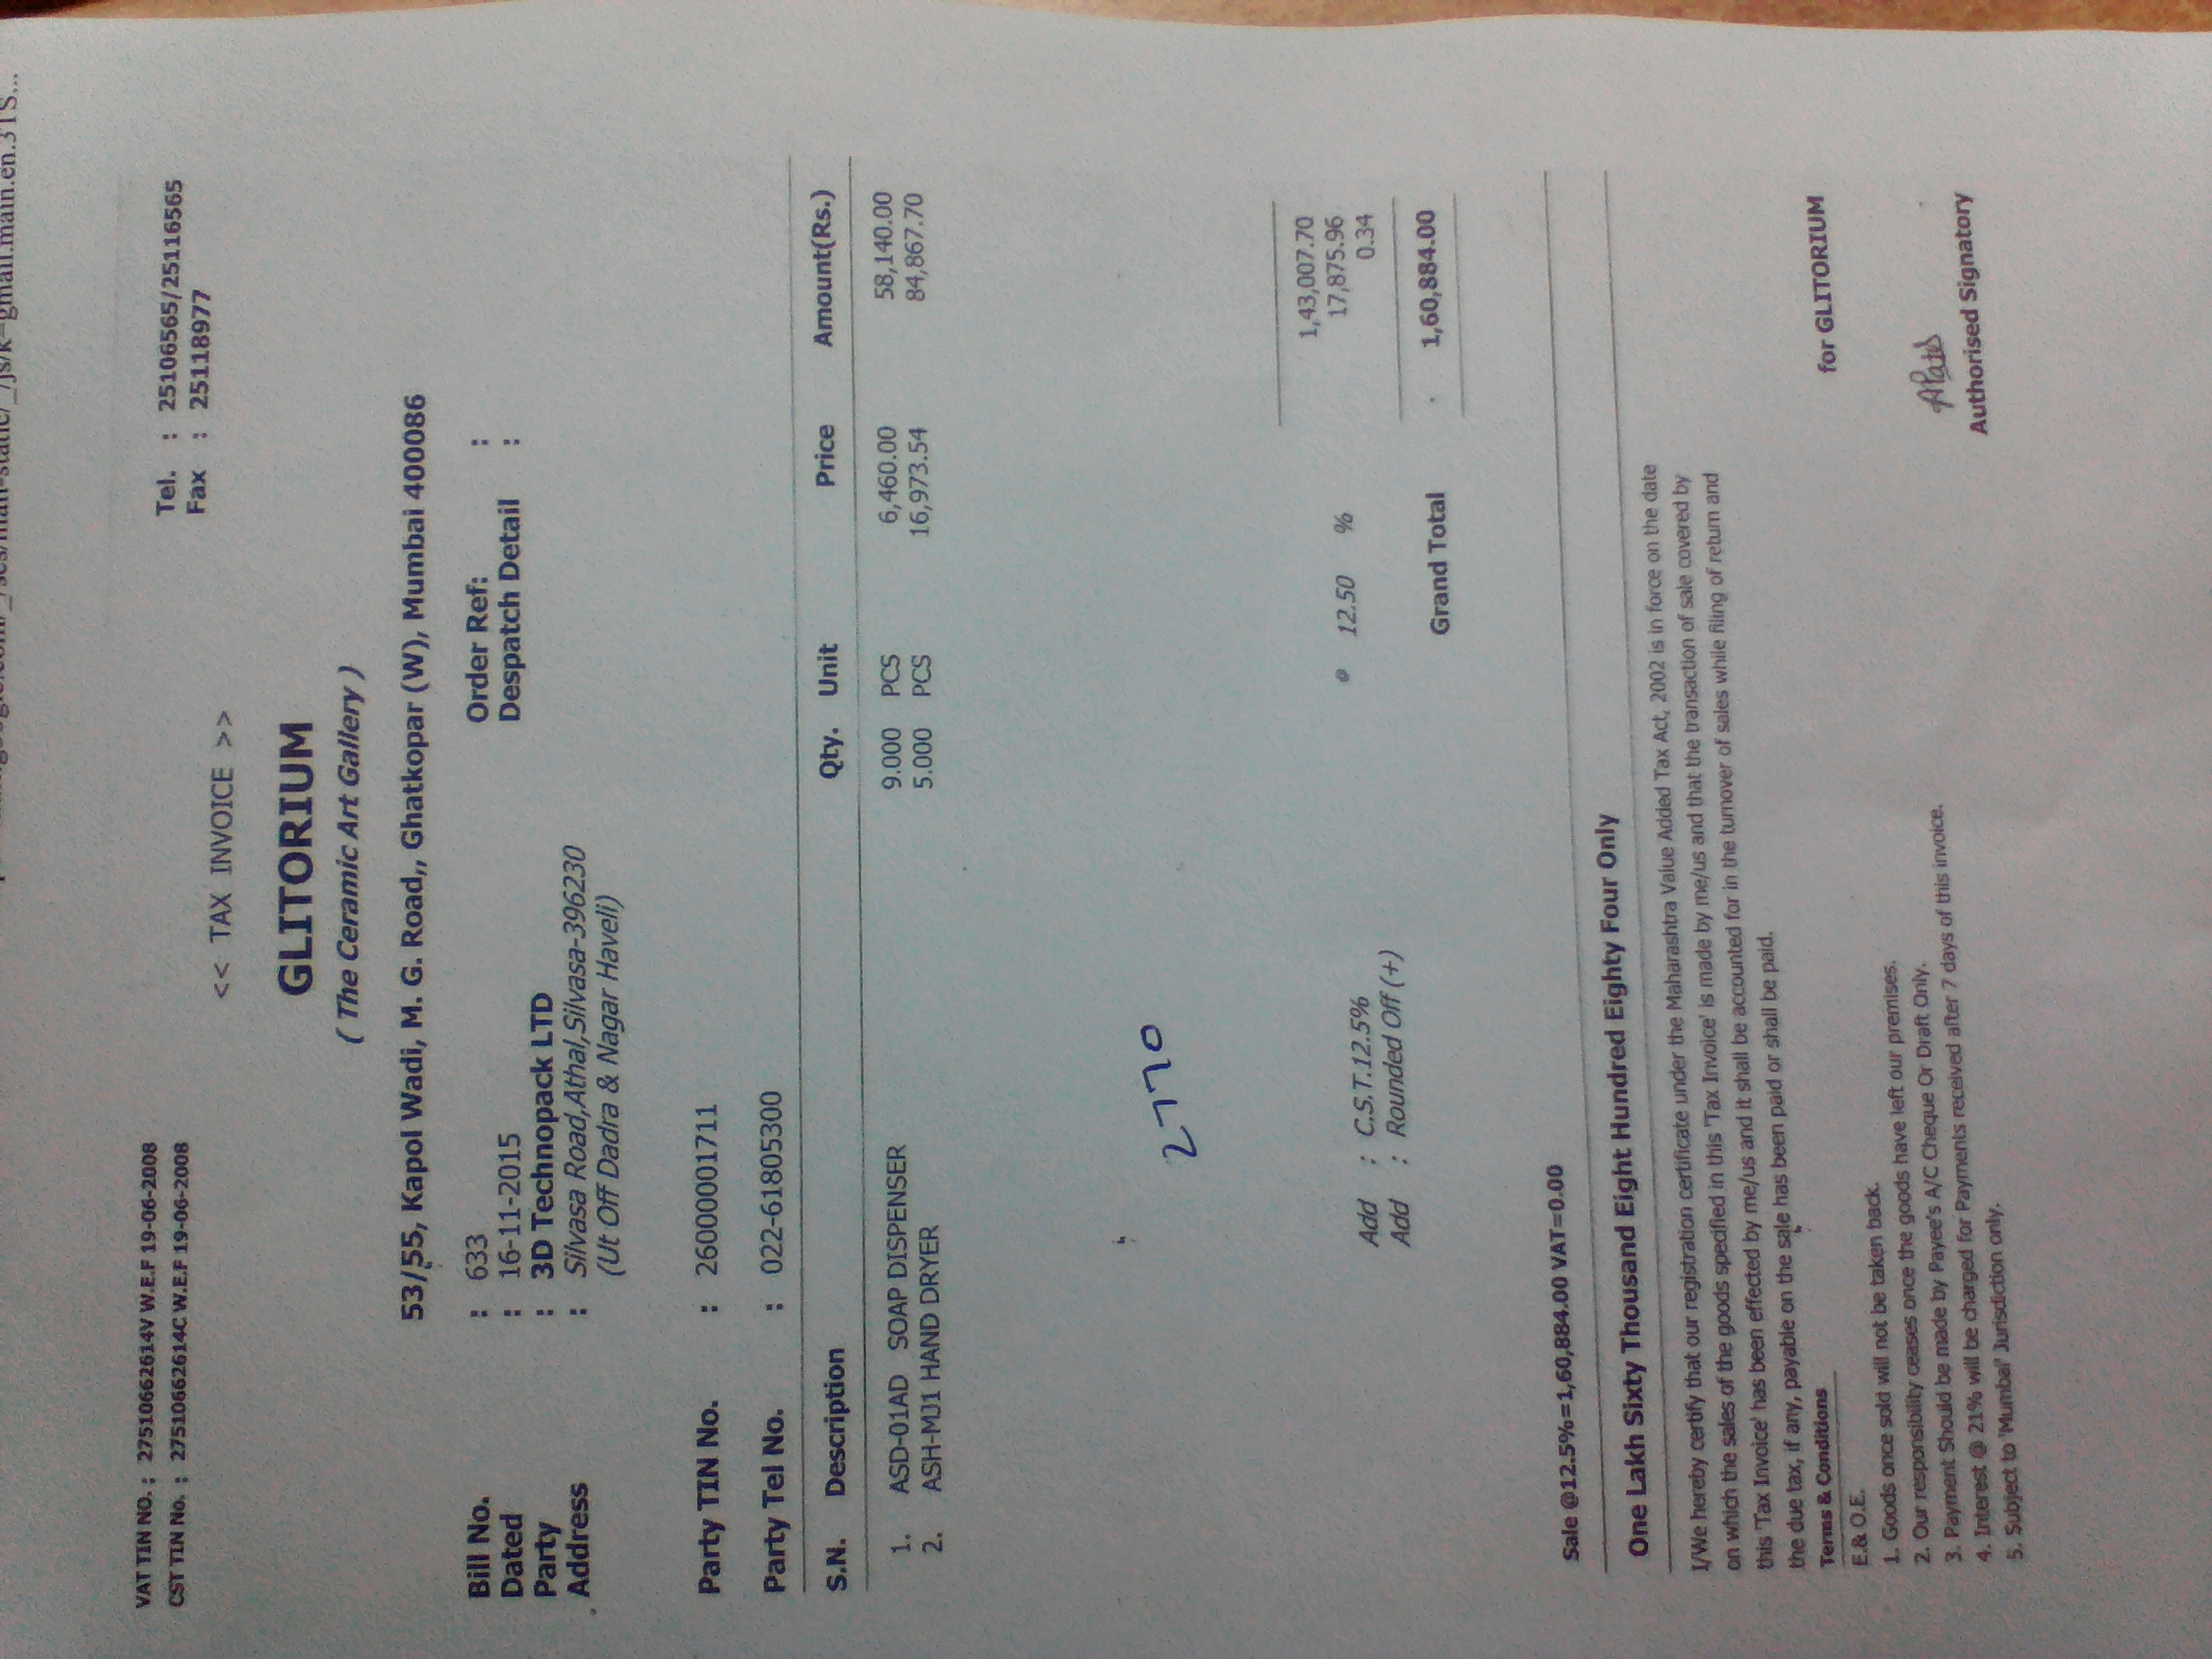 VAT TIN NO. : 27510662614V W.E.F 19-06-2008
CST TIN No. : 27510662614C W.E.F 19-06-2008
Tel. : 25106565/25116565
Fax : 25118977
<< TAX INVOICE >>
GLITORIUM
( The Ceramic Art Gallery )
53/55, Kapol Wadi, M. G. Road,, Ghatkopar (W), Mumbai 400086
Bill No. : 633 Order Ref: :
Dated : 16-11-2015 Despatch Detail :
Party : 3D Technopack LTD
Address : Silvasa Road,Athal,Silvasa-396230
(Ut Off Dadra & Nagar Haveli)
Party TIN No. : 26000001711
Party Tel No. : 022-61805300
S.N. Description Qty. Unit Price Amount(Rs.)
1. ASD-01AD SOAP DISPENSER 9.000 PCS 6,460.00 58,140.00
2. ASH-MJ1 HAND DRYER 5.000 PCS 16,973.54 84,867.70
2770
1,43,007.70
Add : C.S.T.12.5% @ 12.50 % 17,875.96
Add : Rounded Off (+) 0.34
Grand Total 1,60,884.00
Sale @12.5%=1,60,884.00 VAT=0.00
One Lakh Sixty Thousand Eight Hundred Eighty Four Only
I/We hereby certify that our registration certificate under the Maharashtra Value Added Tax Act, 2002 is in force on the date
on which the sales of the goods spedified in this 'Tax Invoice' is made by me/us and that the transaction of sale covered by
this 'Tax Invoice' has been effected by me/us and it shall be accounted for in the turnover of sales while filing of return and
the due tax, if any, payable on the sale has been paid or shall be paid.
Terms & Conditions
for GLITORIUM
E.& O.E.
1. Goods once sold will not be taken back.
2. Our responsibility ceases once the goods have left our premises.
3. Payment Should be made by Payee's A/C Cheque Or Draft Only.
4. Interest @ 21% will be charged for Payments received after 7 days of this invoice.
5. Subject to 'Mumbai' Jurisdiction only.
Authorised Signatory